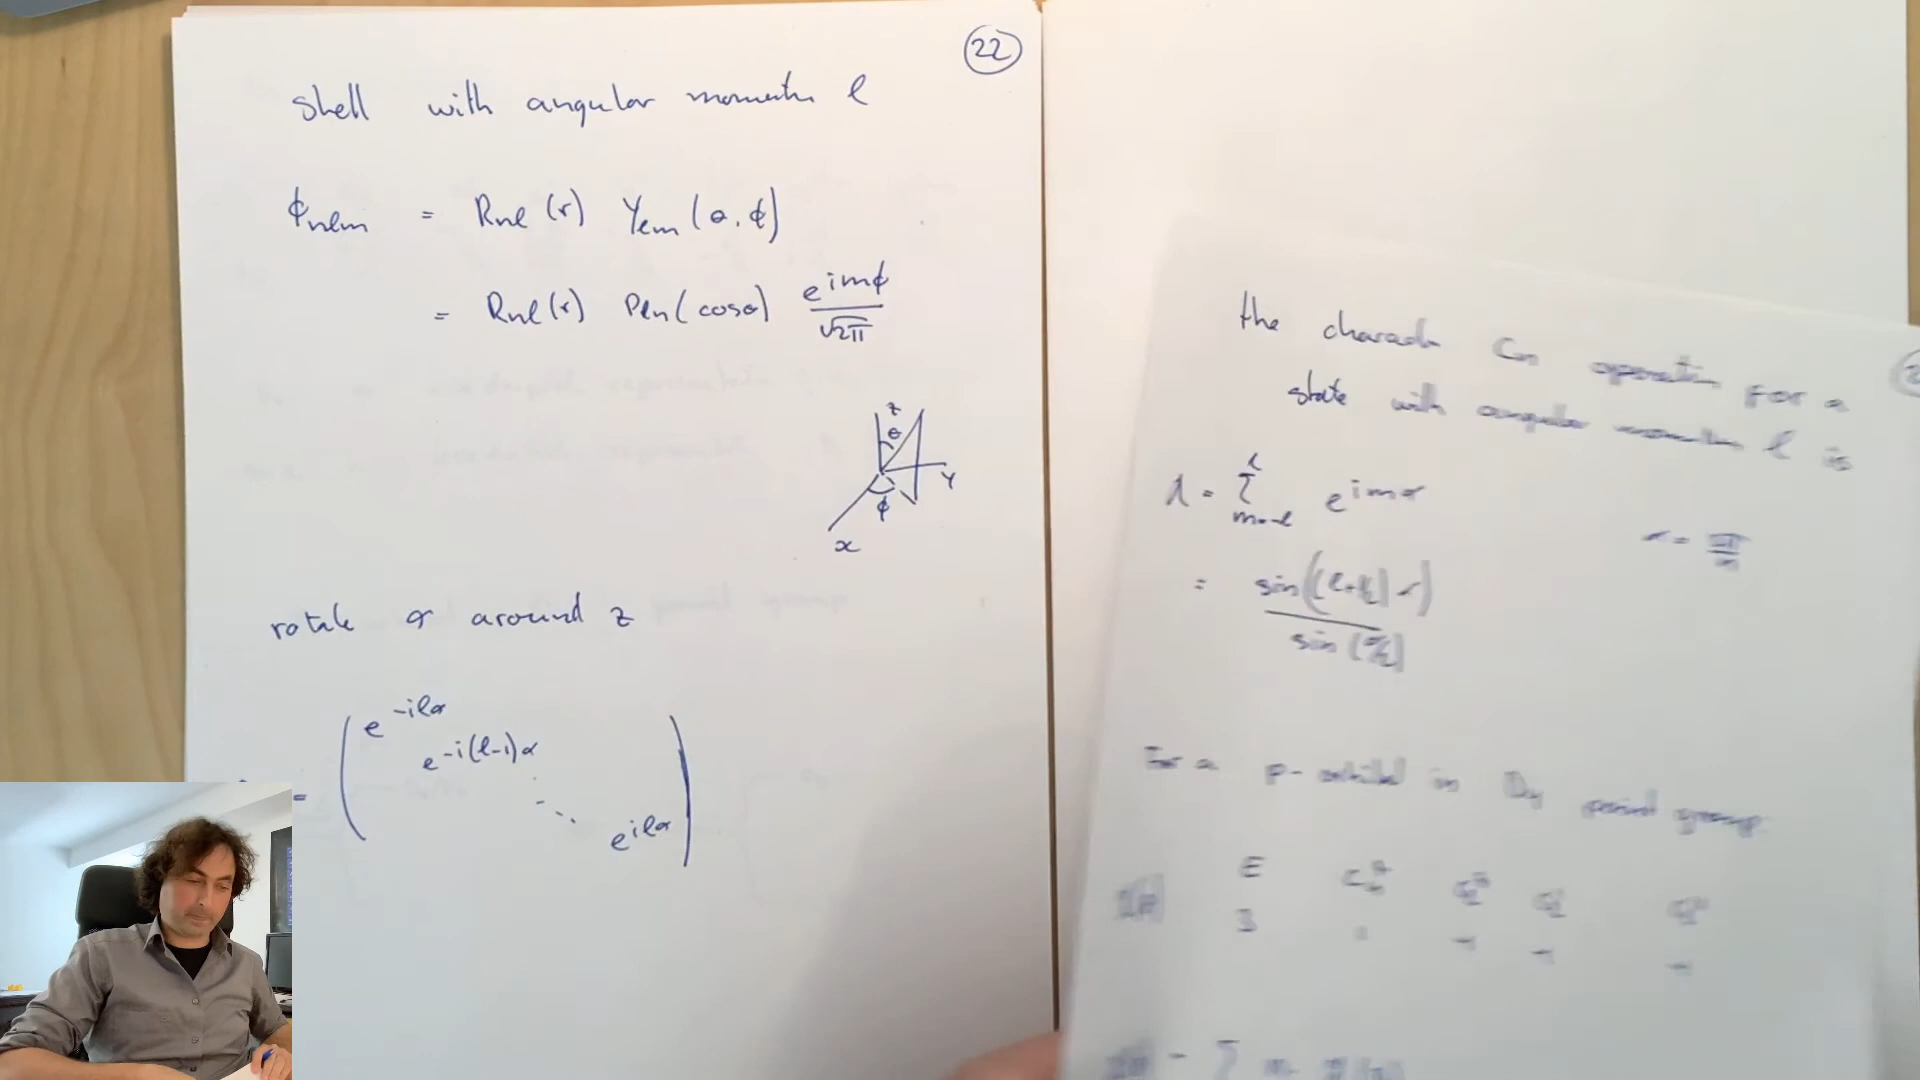 22
shell with angular momentum l
ϕnlm = Rnl(r) Ylm(θ,ϕ)
= Rnl(r) Plm(cosθ) e^{imϕ}/√2π
z
θ
y
ϕ
x
rotate α around z
= ( e^{-ilα}
e^{-i(l-1)α}
⋱
e^{ilα} )
the character Cn operation for a
state with angular momentum l is
χ = Σ_{m=-l}^{l} e^{imα} α = 2π/n
= sin((l+½)α) / sin(α/2)
For a p-orbital in D4 point group
E
3